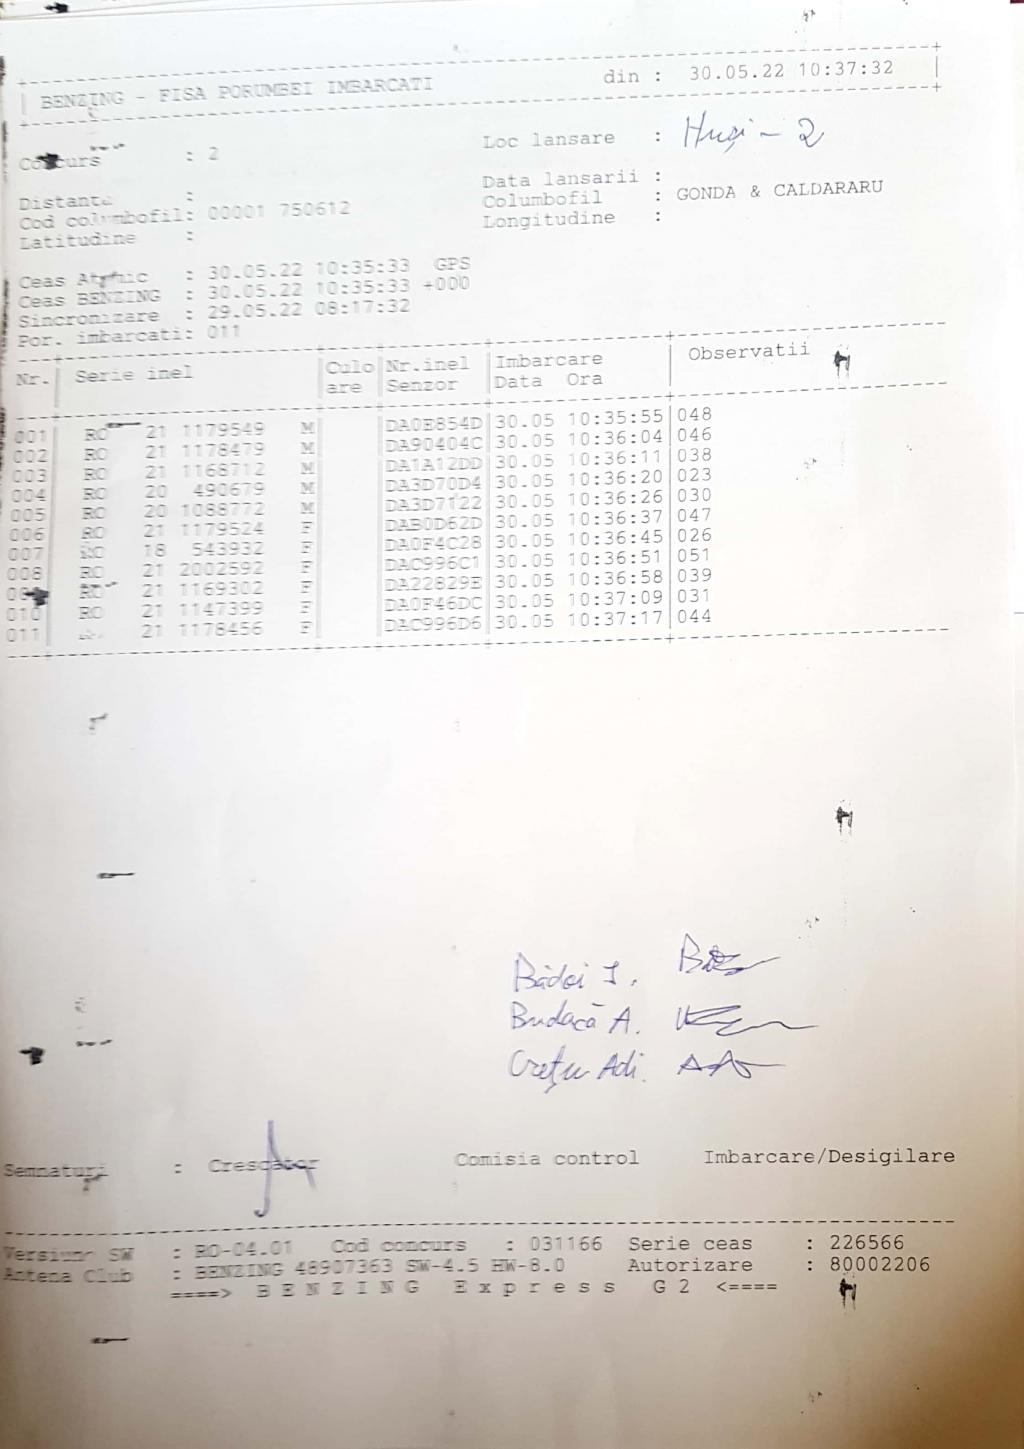 BENZING - FISA PORUMBEI IMBARCATI din : 30.05.22 10:37:32
Concurs : 2 Loc lansare : Huși - 2
Distanta : Data lansarii :
Cod columbofil: 00001 750612 Columbofil : GONDA & CALDARARU
Latitudine : Longitudine :
Ceas Atomic : 30.05.22 10:35:33 GPS
Ceas BENZING : 30.05.22 10:35:33 +000
Sincronizare : 29.05.22 08:17:32
Por. imbarcati: 011
Nr. Serie inel Culo Nr.inel Imbarcare Observatii
are Senzor Data Ora
001 RO 21 1179549 M DA0E854D 30.05 10:35:55 048
002 RO 21 1178479 M DA90404C 30.05 10:36:04 046
003 RO 21 1168712 M DA1A12DD 30.05 10:36:11 038
004 RO 20 490679 M DA3D70D4 30.05 10:36:20 023
005 RO 20 1088772 M DA3D7122 30.05 10:36:26 030
006 RO 21 1179524 F DAB0D62D 30.05 10:36:37 047
007 RO 18 543932 F DA0F4C28 30.05 10:36:45 026
008 RO 21 2002592 F DAC996C1 30.05 10:36:51 051
009 RO 21 1169302 F DA22829E 30.05 10:36:58 039
010 RO 21 1147399 F DA0F46DC 30.05 10:37:09 031
011 21 1178456 F DAC996D6 30.05 10:37:17 044
Bădoi I.
Budacă A.
Crețu Adi.
Semnaturi : Crescator Comisia control Imbarcare/Desigilare
Versiune SW : RO-04.01 Cod concurs : 031166 Serie ceas : 226566
Antena Club : BENZING 48907363 SW-4.5 HW-8.0 Autorizare : 80002206
====> B E N Z I N G E x p r e s s G 2 <====